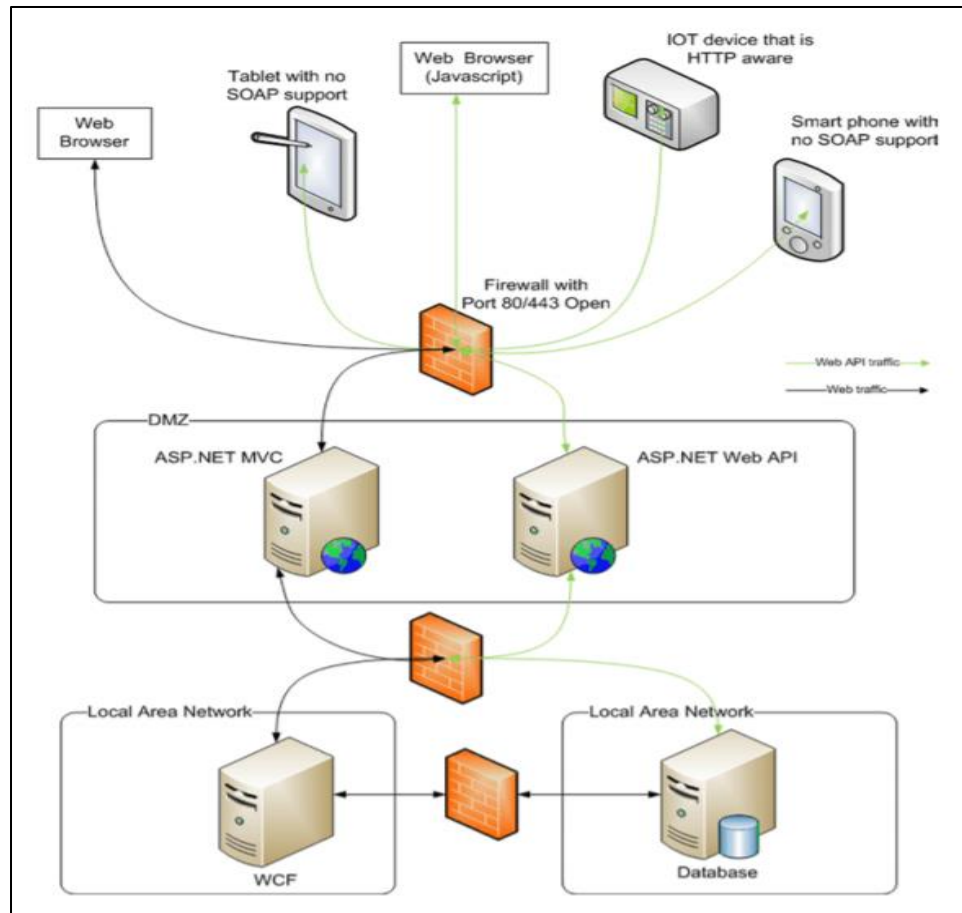 IOT device that is
HTTP aware
Web Browser
(Javascript)
Tablet with no
SOAP support
Web
Browser
Smart phone with
no SOAP support
Firewall with
Port 80/443 Open
Web API traffic
Web traffic
DMZ
ASP.NET MVC
ASP.NET Web API
Local Area Network
Local Area Network
WCF
Database